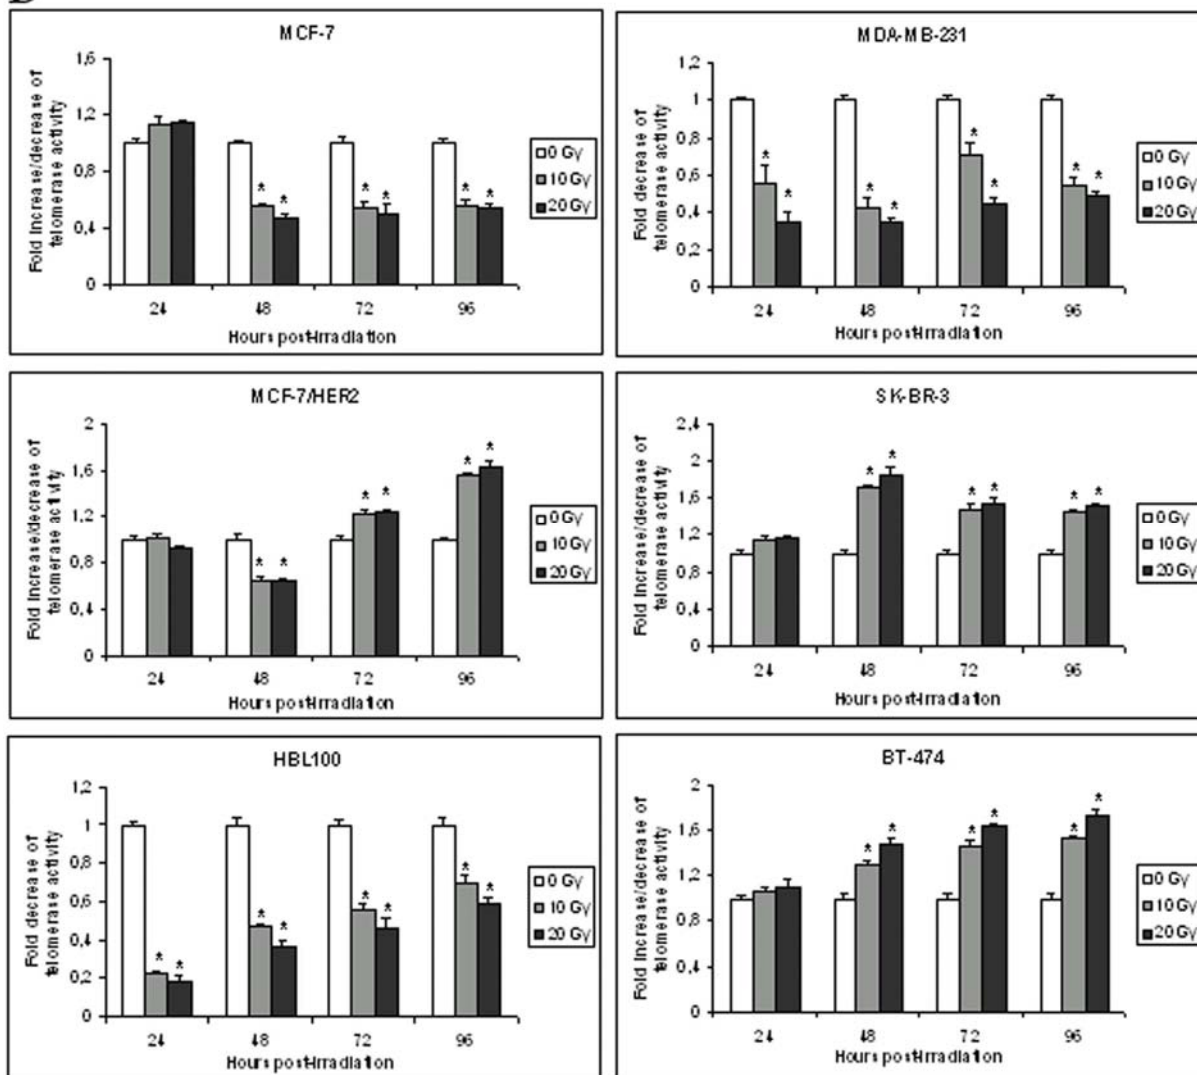 MCF-7
Fold increase/decrease of
telomerase activity
1,6
1,2
0,8
0,4
0
24 48 72 96
Hours post-irradiation
0 Gy
10 Gy
20 Gy
* * * * * *
MDA-MB-231
Fold decrease of
telomerase activity
1,2
1
0,8
0,6
0,4
0,2
0
24 48 72 96
Hours post-irradiation
0 Gy
10 Gy
20 Gy
* * * * * * * *
MCF-7/HER2
Fold increase/decrease of
telomerase activity
2
1,6
1,2
0,8
0,4
0
24 48 72 96
Hours post-irradiation
0 Gy
10 Gy
20 Gy
* * * * * *
SK-BR-3
Fold increase/decrease of
telomerase activity
2,4
2
1,6
1,2
0,8
0,4
0
24 48 72 96
Hours post-irradiation
0 Gy
10 Gy
20 Gy
* * * * * *
HBL100
Fold decrease of
telomerase activity
1,2
1
0,8
0,6
0,4
0,2
0
24 48 72 96
Hours post-irradiation
0 Gy
10 Gy
20 Gy
* * * * * * * *
BT-474
Fold increase/decrease of
telomerase activity
2
1,6
1,2
0,8
0,4
0
24 48 72 96
Hours post-irradiation
0 Gy
10 Gy
20 Gy
* * * * * *